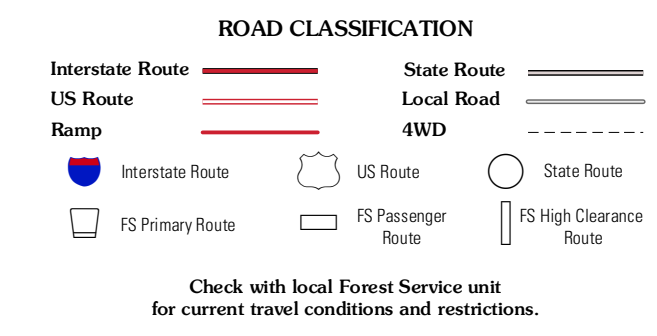 ROAD CLASSIFICATION
Interstate Route
State Route
US Route
Local Road
Ramp
4WD
Interstate Route
US Route
State Route
FS Primary Route
FS Passenger
Route
FS High Clearance
Route
Check with local Forest Service unit
for current travel conditions and restrictions.